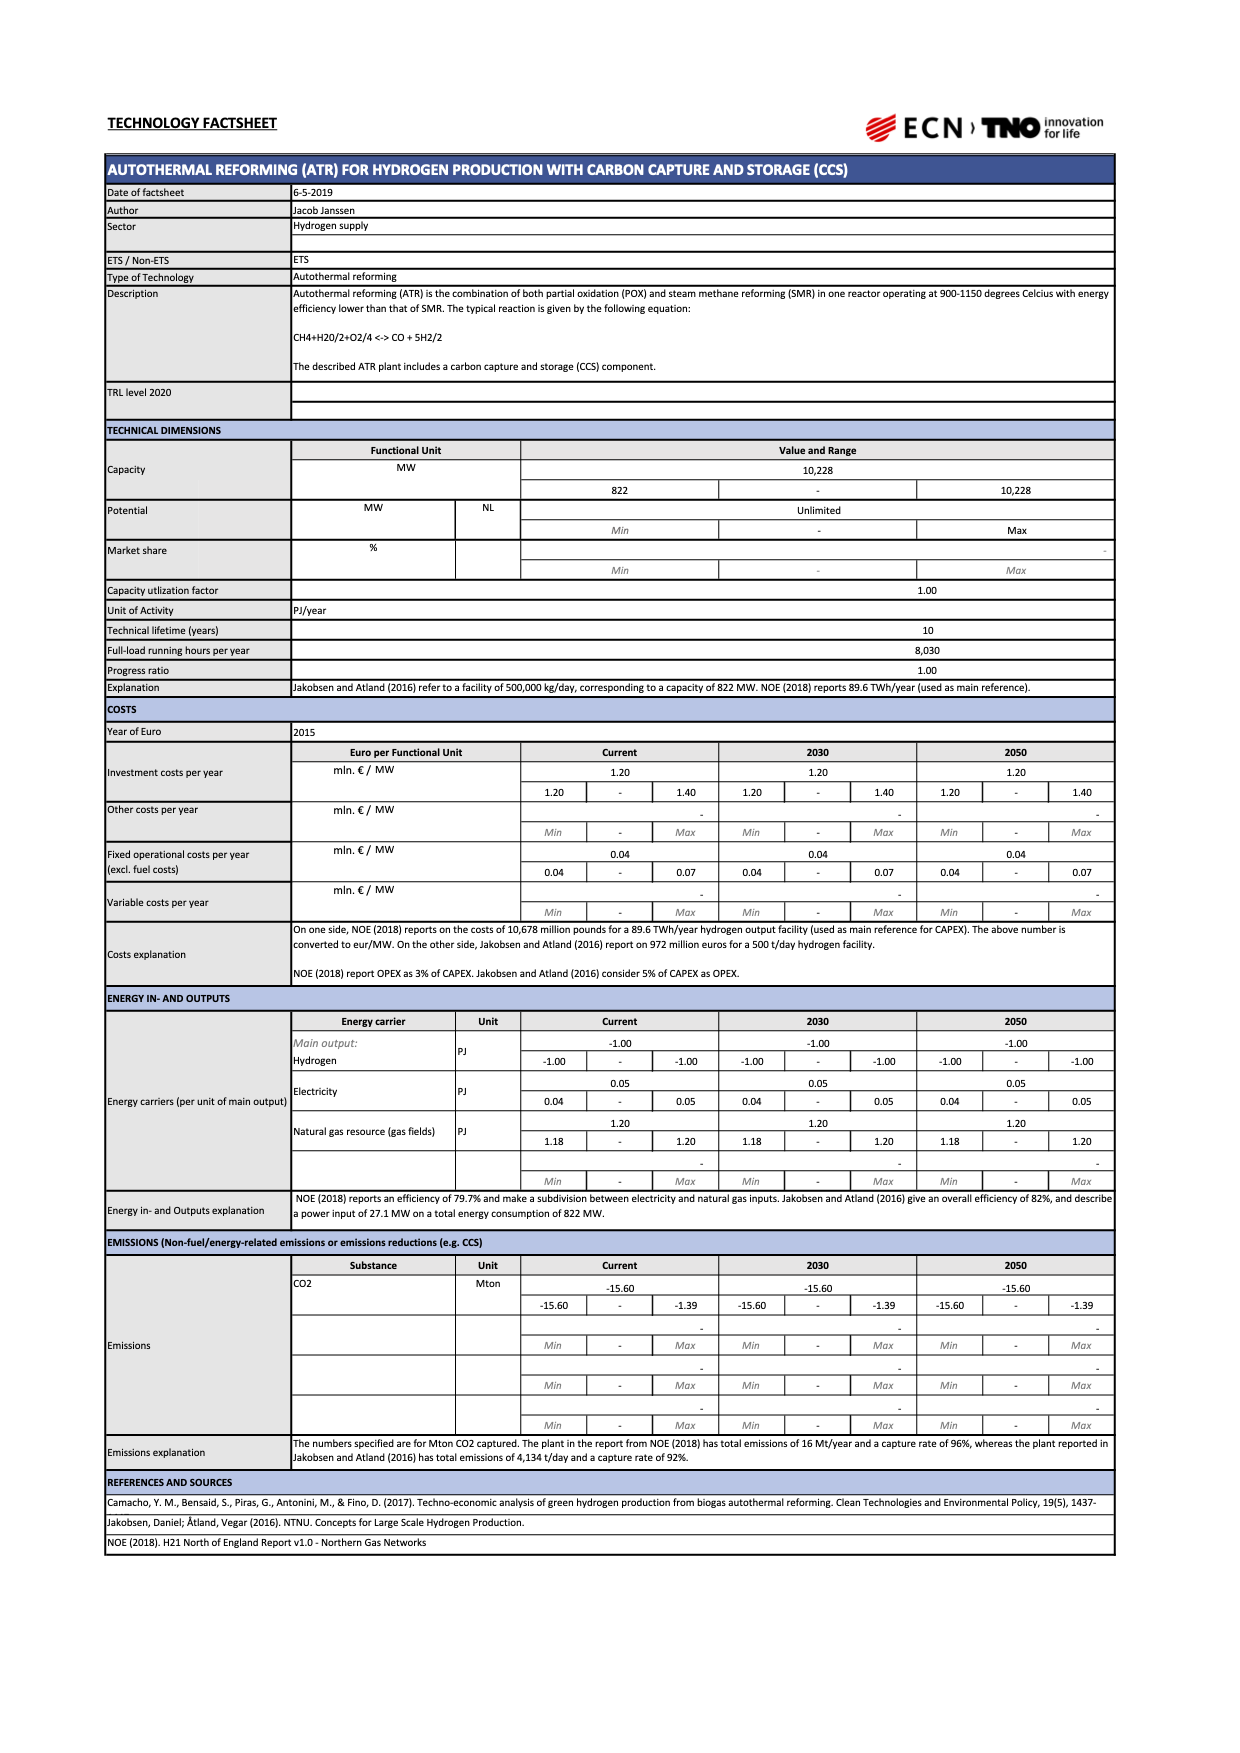 TECHNOLOGY FACTSHEET
ECN › TNO innovation for life
AUTOTHERMAL REFORMING (ATR) FOR HYDROGEN PRODUCTION WITH CARBON CAPTURE AND STORAGE (CCS)
Date of factsheet 6-5-2019
Author Jacob Janssen
Sector Hydrogen supply
ETS / Non-ETS ETS
Type of Technology Autothermal reforming
Description Autothermal reforming (ATR) is the combination of both partial oxidation (POX) and steam methane reforming (SMR) in one reactor operating at 900-1150 degrees Celcius with energy
efficiency lower than that of SMR. The typical reaction is given by the following equation:
CH4+H20/2+O2/4 <-> CO + 5H2/2
The described ATR plant includes a carbon capture and storage (CCS) component.
TRL level 2020
TECHNICAL DIMENSIONS
Functional Unit Value and Range
Capacity MW 10,228
822 - 10,228
Potential MW NL Unlimited
Min - Max
Market share % -
Min - Max
Capacity utlization factor 1.00
Unit of Activity PJ/year
Technical lifetime (years) 10
Full-load running hours per year 8,030
Progress ratio 1.00
Explanation Jakobsen and Atland (2016) refer to a facility of 500,000 kg/day, corresponding to a capacity of 822 MW. NOE (2018) reports 89.6 TWh/year (used as main reference).
COSTS
Year of Euro 2015
Euro per Functional Unit Current 2030 2050
Investment costs per year mln. € / MW 1.20 1.20 1.20
1.20 - 1.40 1.20 - 1.40 1.20 - 1.40
Other costs per year mln. € / MW - - -
Min - Max Min - Max Min - Max
Fixed operational costs per year
(excl. fuel costs) mln. € / MW 0.04 0.04 0.04
0.04 - 0.07 0.04 - 0.07 0.04 - 0.07
Variable costs per year mln. € / MW - - -
Min - Max Min - Max Min - Max
Costs explanation On one side, NOE (2018) reports on the costs of 10,678 million pounds for a 89.6 TWh/year hydrogen output facility (used as main reference for CAPEX). The above number is
converted to eur/MW. On the other side, Jakobsen and Atland (2016) report on 972 million euros for a 500 t/day hydrogen facility.
NOE (2018) report OPEX as 3% of CAPEX. Jakobsen and Atland (2016) consider 5% of CAPEX as OPEX.
ENERGY IN- AND OUTPUTS
Energy carrier Unit Current 2030 2050
Energy carriers (per unit of main output)
Main output: PJ -1.00 -1.00 -1.00
Hydrogen -1.00 - -1.00 -1.00 - -1.00 -1.00 - -1.00
Electricity PJ 0.05 0.05 0.05
0.04 - 0.05 0.04 - 0.05 0.04 - 0.05
Natural gas resource (gas fields) PJ 1.20 1.20 1.20
1.18 - 1.20 1.18 - 1.20 1.18 - 1.20
- - -
Min - Max Min - Max Min - Max
Energy in- and Outputs explanation NOE (2018) reports an efficiency of 79.7% and make a subdivision between electricity and natural gas inputs. Jakobsen and Atland (2016) give an overall efficiency of 82%, and describe
a power input of 27.1 MW on a total energy consumption of 822 MW.
EMISSIONS (Non-fuel/energy-related emissions or emissions reductions (e.g. CCS)
Substance Unit Current 2030 2050
Emissions
CO2 Mton -15.60 -15.60 -15.60
-15.60 - -1.39 -15.60 - -1.39 -15.60 - -1.39
- - -
Min - Max Min - Max Min - Max
- - -
Min - Max Min - Max Min - Max
- - -
Min - Max Min - Max Min - Max
Emissions explanation The numbers specified are for Mton CO2 captured. The plant in the report from NOE (2018) has total emissions of 16 Mt/year and a capture rate of 96%, whereas the plant reported in
Jakobsen and Atland (2016) has total emissions of 4,134 t/day and a capture rate of 92%.
REFERENCES AND SOURCES
Camacho, Y. M., Bensaid, S., Piras, G., Antonini, M., & Fino, D. (2017). Techno-economic analysis of green hydrogen production from biogas autothermal reforming. Clean Technologies and Environmental Policy, 19(5), 1437-
Jakobsen, Daniel; Åtland, Vegar (2016). NTNU. Concepts for Large Scale Hydrogen Production.
NOE (2018). H21 North of England Report v1.0 - Northern Gas Networks